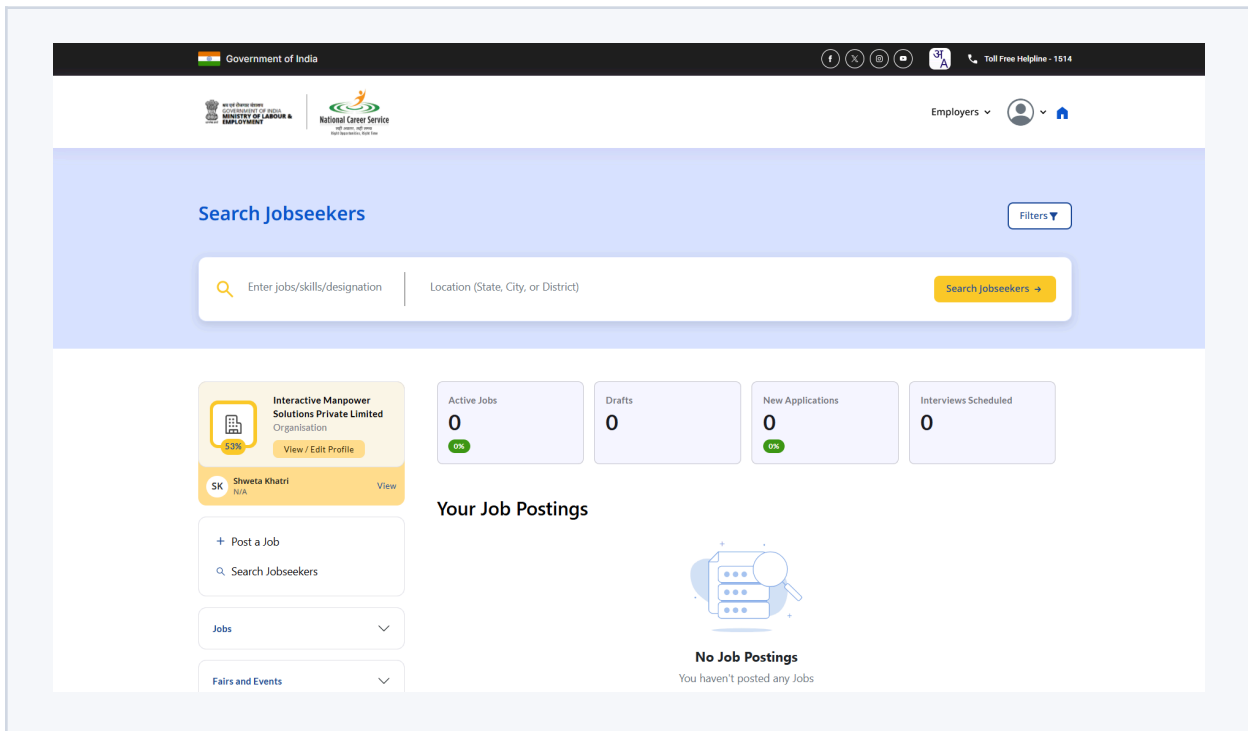 Government of India
अ
A
Toll Free Helpline - 1514
GOVERNMENT OF INDIA
MINISTRY OF LABOUR &
EMPLOYMENT
National Career Service
Employers
Search Jobseekers
Filters
Enter jobs/skills/designation
Location (State, City, or District)
Search Jobseekers
Interactive Manpower
Solutions Private Limited
Organisation
53%
View / Edit Profile
SK
Shweta Khatri
N/A
View
Active Jobs
0
0%
Drafts
0
New Applications
0
0%
Interviews Scheduled
0
+ Post a Job
Search Jobseekers
Jobs
Fairs and Events
Your Job Postings
No Job Postings
You haven't posted any Jobs